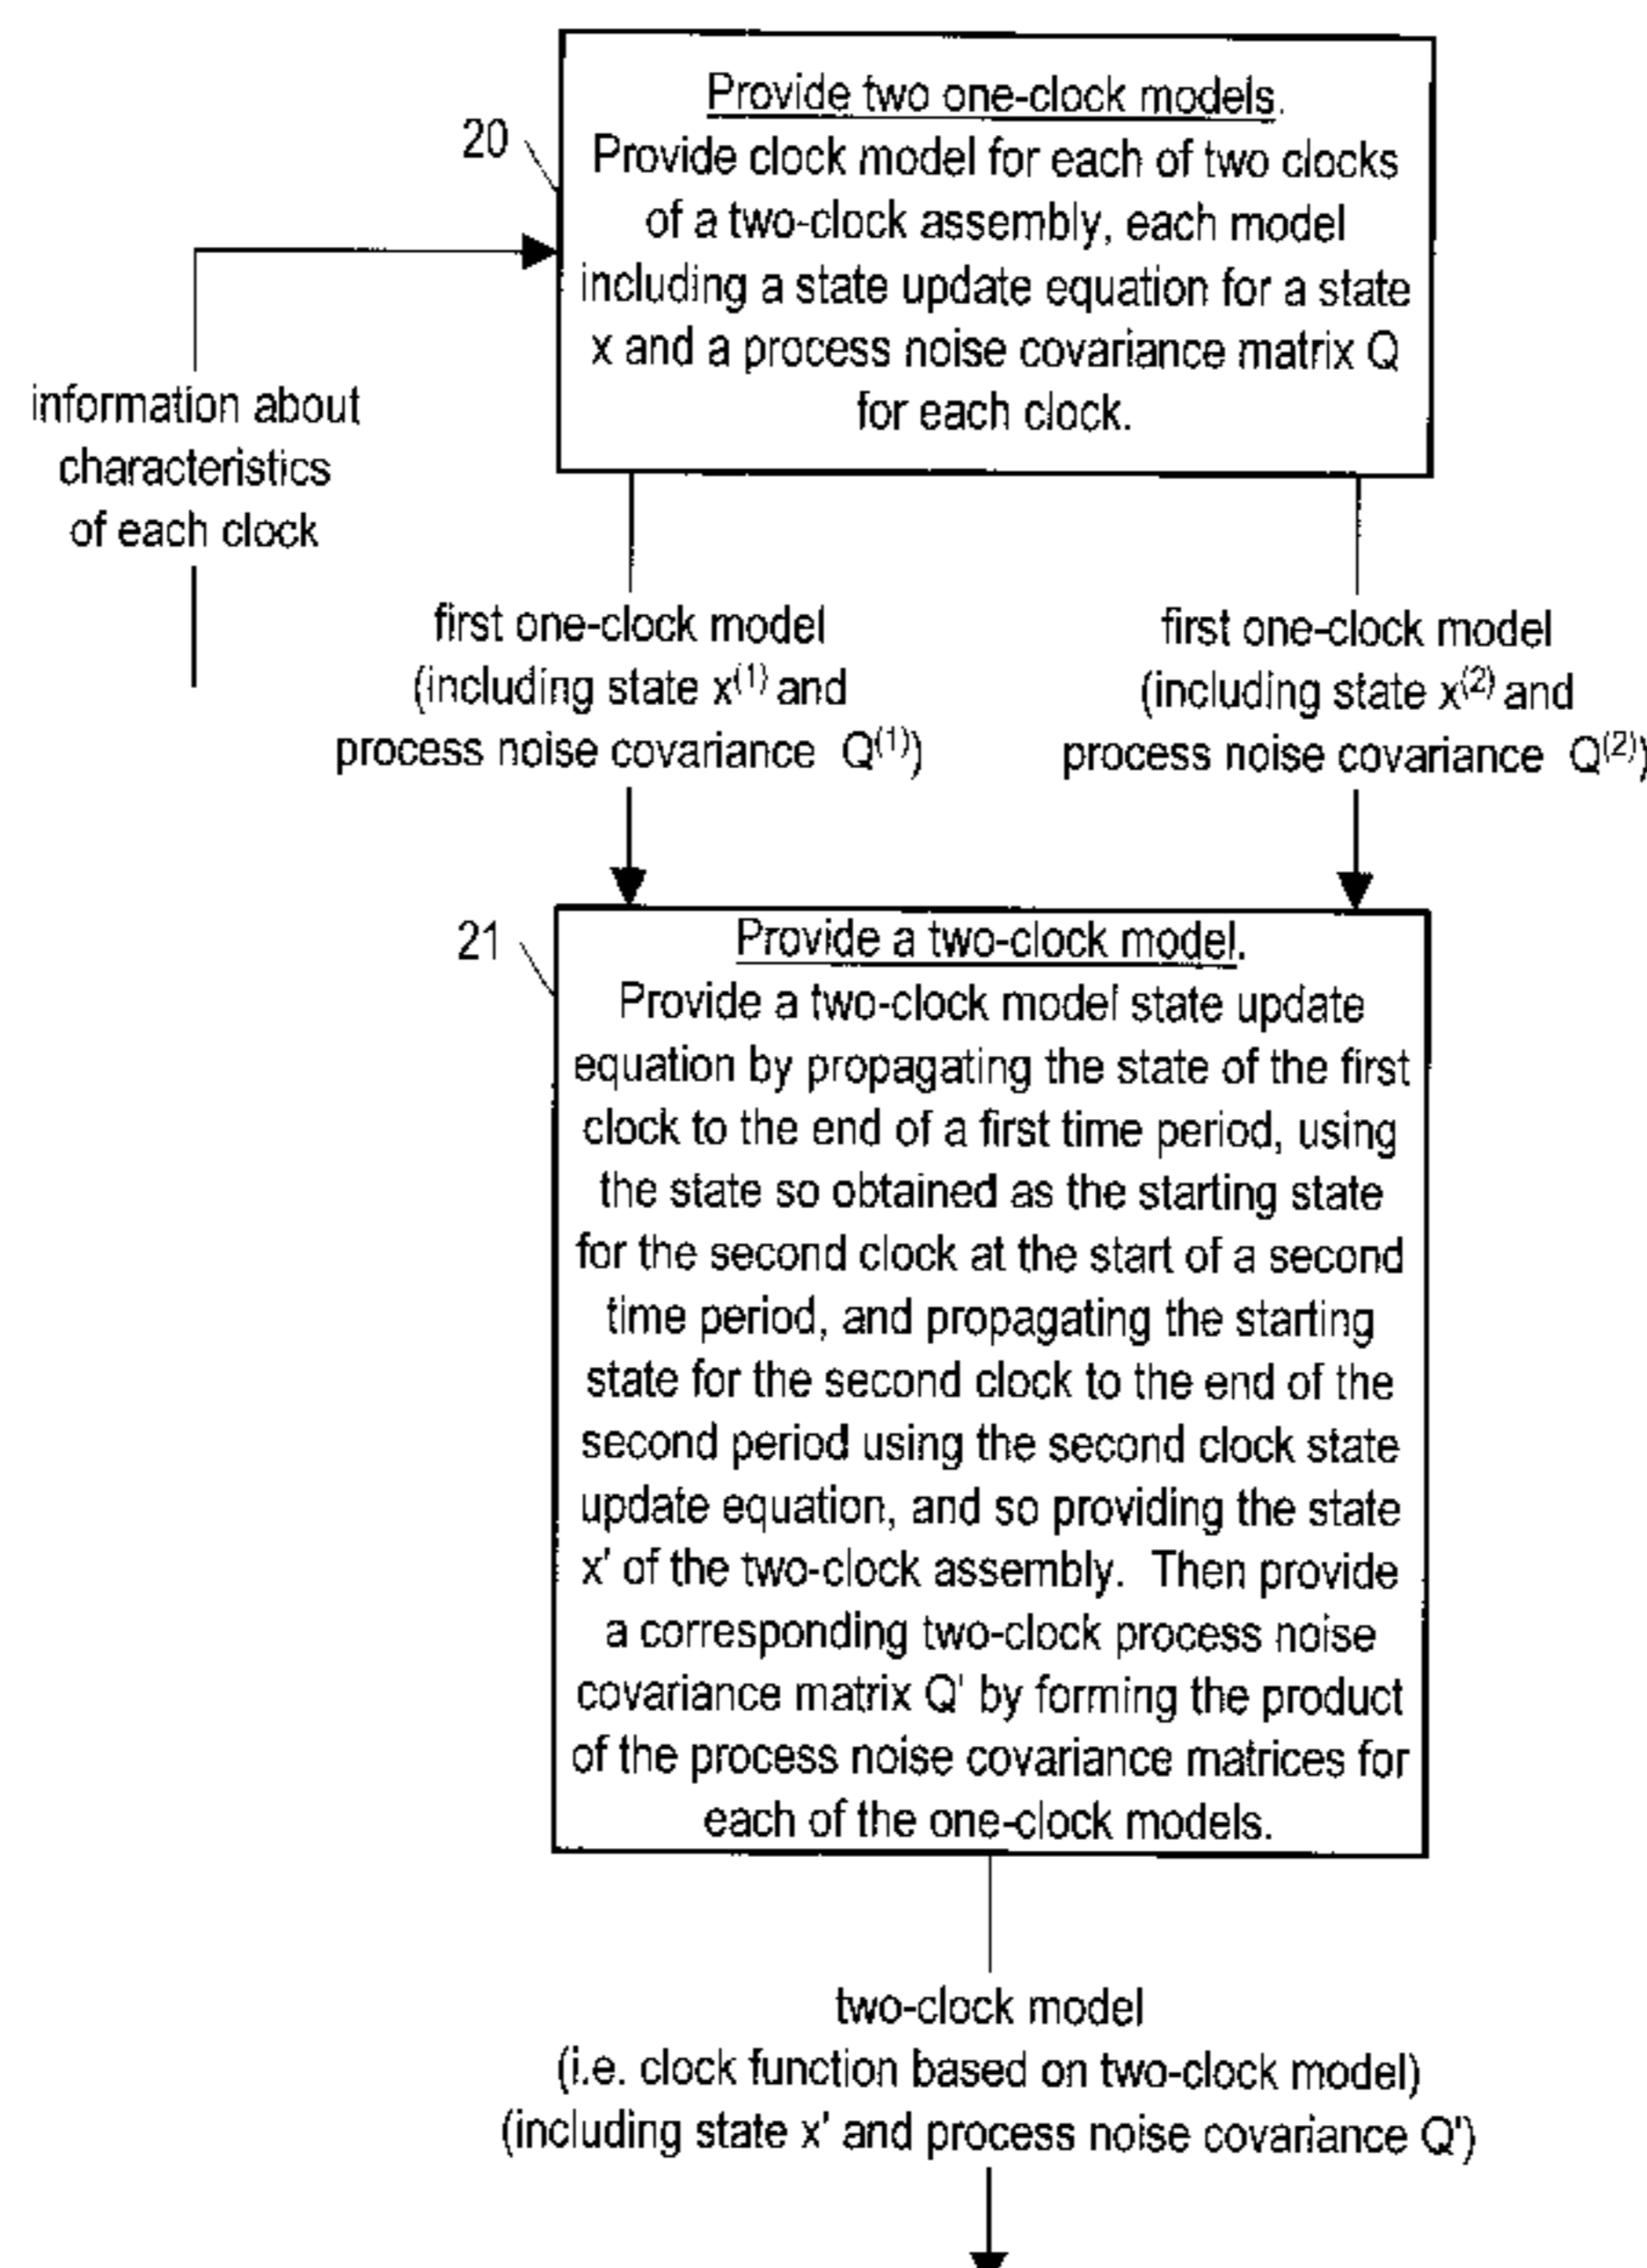 Provide two one-clock models.
20
Provide clock model for each of two clocks
of a two-clock assembly, each model
including a state update equation for a state
x and a process noise covariance matrix Q
for each clock.
information about
characteristics
of each clock
first one-clock model
(including state x⁽¹⁾ and
process noise covariance Q⁽¹⁾)
first one-clock model
(including state x⁽²⁾ and
process noise covariance Q⁽²⁾)
21
Provide a two-clock model.
Provide a two-clock model state update
equation by propagating the state of the first
clock to the end of a first time period, using
the state so obtained as the starting state
for the second clock at the start of a second
time period, and propagating the starting
state for the second clock to the end of the
second period using the second clock state
update equation, and so providing the state
x' of the two-clock assembly. Then provide
a corresponding two-clock process noise
covariance matrix Q' by forming the product
of the process noise covariance matrices for
each of the one-clock models.
two-clock model
(i.e. clock function based on two-clock model)
(including state x' and process noise covariance Q')